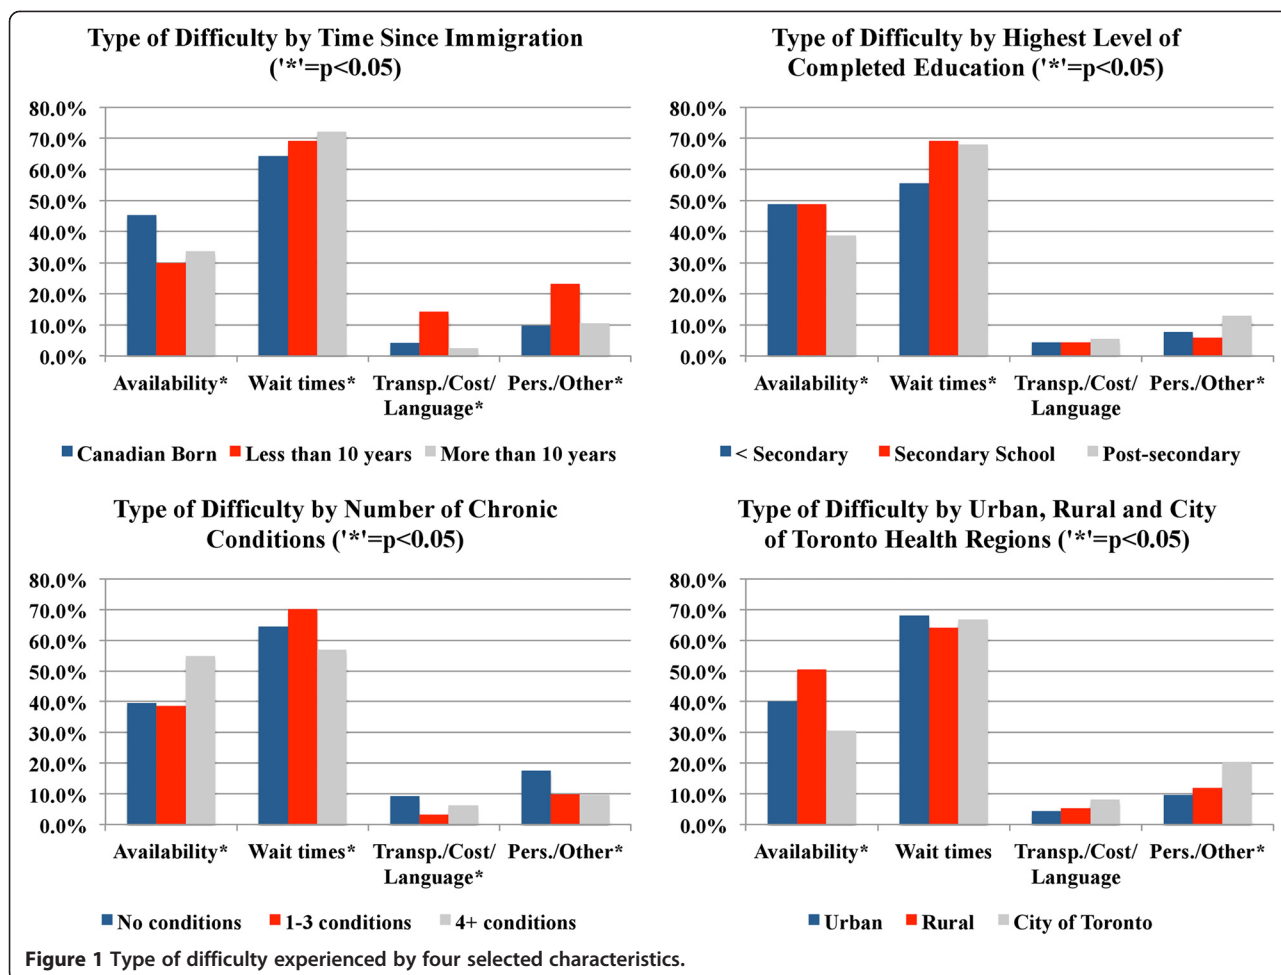 Type of Difficulty by Time Since Immigration
('*'=p<0.05)
80.0%
70.0%
60.0%
50.0%
40.0%
30.0%
20.0%
10.0%
0.0%
Availability* Wait times* Transp./Cost/ Pers./Other*
Language*
Canadian Born Less than 10 years More than 10 years
Type of Difficulty by Highest Level of
Completed Education ('*'=p<0.05)
80.0%
70.0%
60.0%
50.0%
40.0%
30.0%
20.0%
10.0%
0.0%
Availability* Wait times* Transp./Cost/ Pers./Other*
Language
< Secondary Secondary School Post-secondary
Type of Difficulty by Number of Chronic
Conditions ('*'=p<0.05)
80.0%
70.0%
60.0%
50.0%
40.0%
30.0%
20.0%
10.0%
0.0%
Availability* Wait times* Transp./Cost/ Pers./Other*
Language*
No conditions 1-3 conditions 4+ conditions
Type of Difficulty by Urban, Rural and City
of Toronto Health Regions ('*'=p<0.05)
80.0%
70.0%
60.0%
50.0%
40.0%
30.0%
20.0%
10.0%
0.0%
Availability* Wait times Transp./Cost/ Pers./Other*
Language
Urban Rural City of Toronto
Figure 1 Type of difficulty experienced by four selected characteristics.